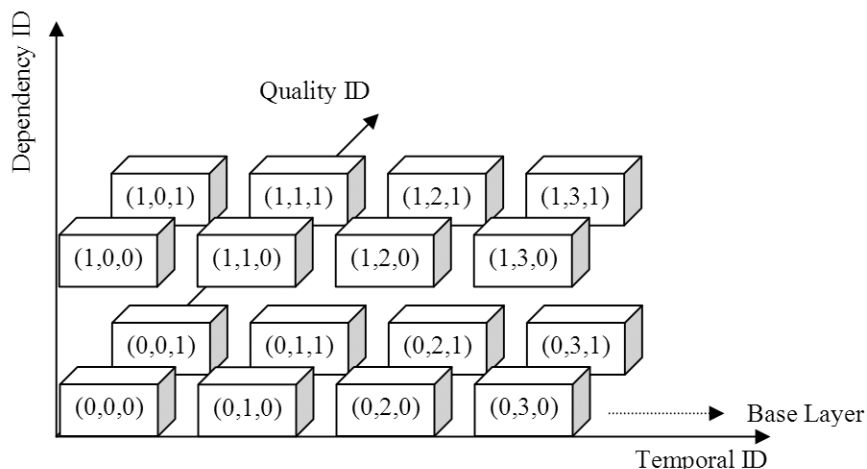 Dependency ID
Quality ID
(1,0,1) (1,1,1) (1,2,1) (1,3,1)
(1,0,0) (1,1,0) (1,2,0) (1,3,0)
(0,0,1) (0,1,1) (0,2,1) (0,3,1)
(0,0,0) (0,1,0) (0,2,0) (0,3,0)
Base Layer
Temporal ID